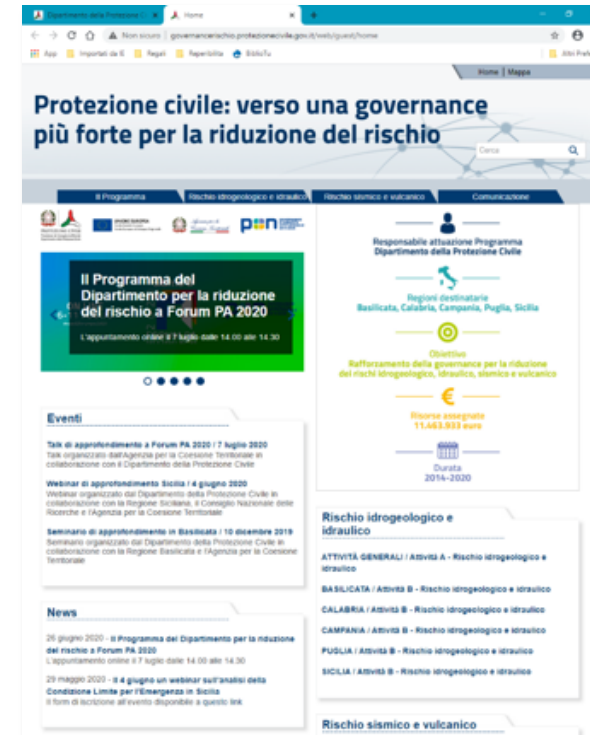 Dipartimento della Protezione C
Home
Non sicuro | governancerischio.protezionecivile.gov.it/web/guest/home
App
Importati da IE
Regali
Reperibilità
BiblioTu
Altri Pref
Home | Mappa
Protezione civile: verso una governance
più forte per la riduzione del rischio
Cerca
Il Programma
Rischio idrogeologico e idraulico
Rischio sismico e vulcanico
Comunicazione
UNIONE EUROPEA
pon
Il Programma del
Dipartimento per la riduzione
del rischio a Forum PA 2020
L'appuntamento online il 7 luglio dalle 14.00 alle 14.30
Eventi
Talk di approfondimento a Forum PA 2020 / 7 luglio 2020
Talk organizzato dall'Agenzia per la Coesione Territoriale in
collaborazione con il Dipartimento della Protezione Civile
Webinar di approfondimento Sicilia / 4 giugno 2020
Webinar organizzato dal Dipartimento della Protezione Civile in
collaborazione con la Regione Siciliana, il Consiglio Nazionale delle
Ricerche e l'Agenzia per la Coesione Territoriale
Seminario di approfondimento in Basilicata / 10 dicembre 2019
Seminario organizzato dal Dipartimento della Protezione Civile in
collaborazione con la Regione Basilicata e l'Agenzia per la Coesione
Territoriale
News
26 giugno 2020 - Il Programma del Dipartimento per la riduzione
del rischio a Forum PA 2020
L'appuntamento online il 7 luglio dalle 14.00 alle 14.30
29 maggio 2020 - Il 4 giugno un webinar sull'analisi della
Condizione Limite per l'Emergenza in Sicilia
Il form di iscrizione all'evento disponibile a questo link
Responsabile attuazione Programma
Dipartimento della Protezione Civile
Regioni destinatarie
Basilicata, Calabria, Campania, Puglia, Sicilia
Obiettivo
Rafforzamento della governance per la riduzione
dei rischi idrogeologico, idraulico, sismico e vulcanico
Risorse assegnate
11.463.933 euro
Durata
2014-2020
Rischio idrogeologico e
idraulico
ATTIVITÀ GENERALI / Attività A - Rischio idrogeologico e
idraulico
BASILICATA / Attività B - Rischio idrogeologico e idraulico
CALABRIA / Attività B - Rischio idrogeologico e idraulico
CAMPANIA / Attività B - Rischio idrogeologico e idraulico
PUGLIA / Attività B - Rischio idrogeologico e idraulico
SICILIA / Attività B - Rischio idrogeologico e idraulico
Rischio sismico e vulcanico